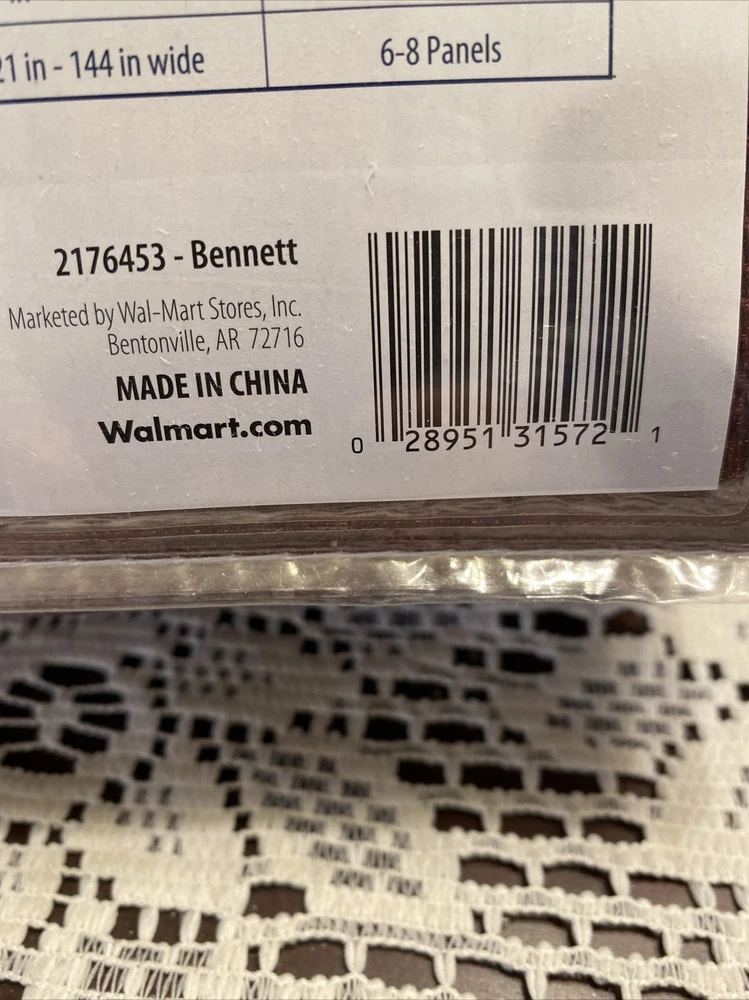 21 in - 144 in wide
6-8 Panels
2176453 - Bennett
Marketed by Wal-Mart Stores, Inc.
Bentonville, AR 72716
MADE IN CHINA
Walmart.com
0 28951 31572 1